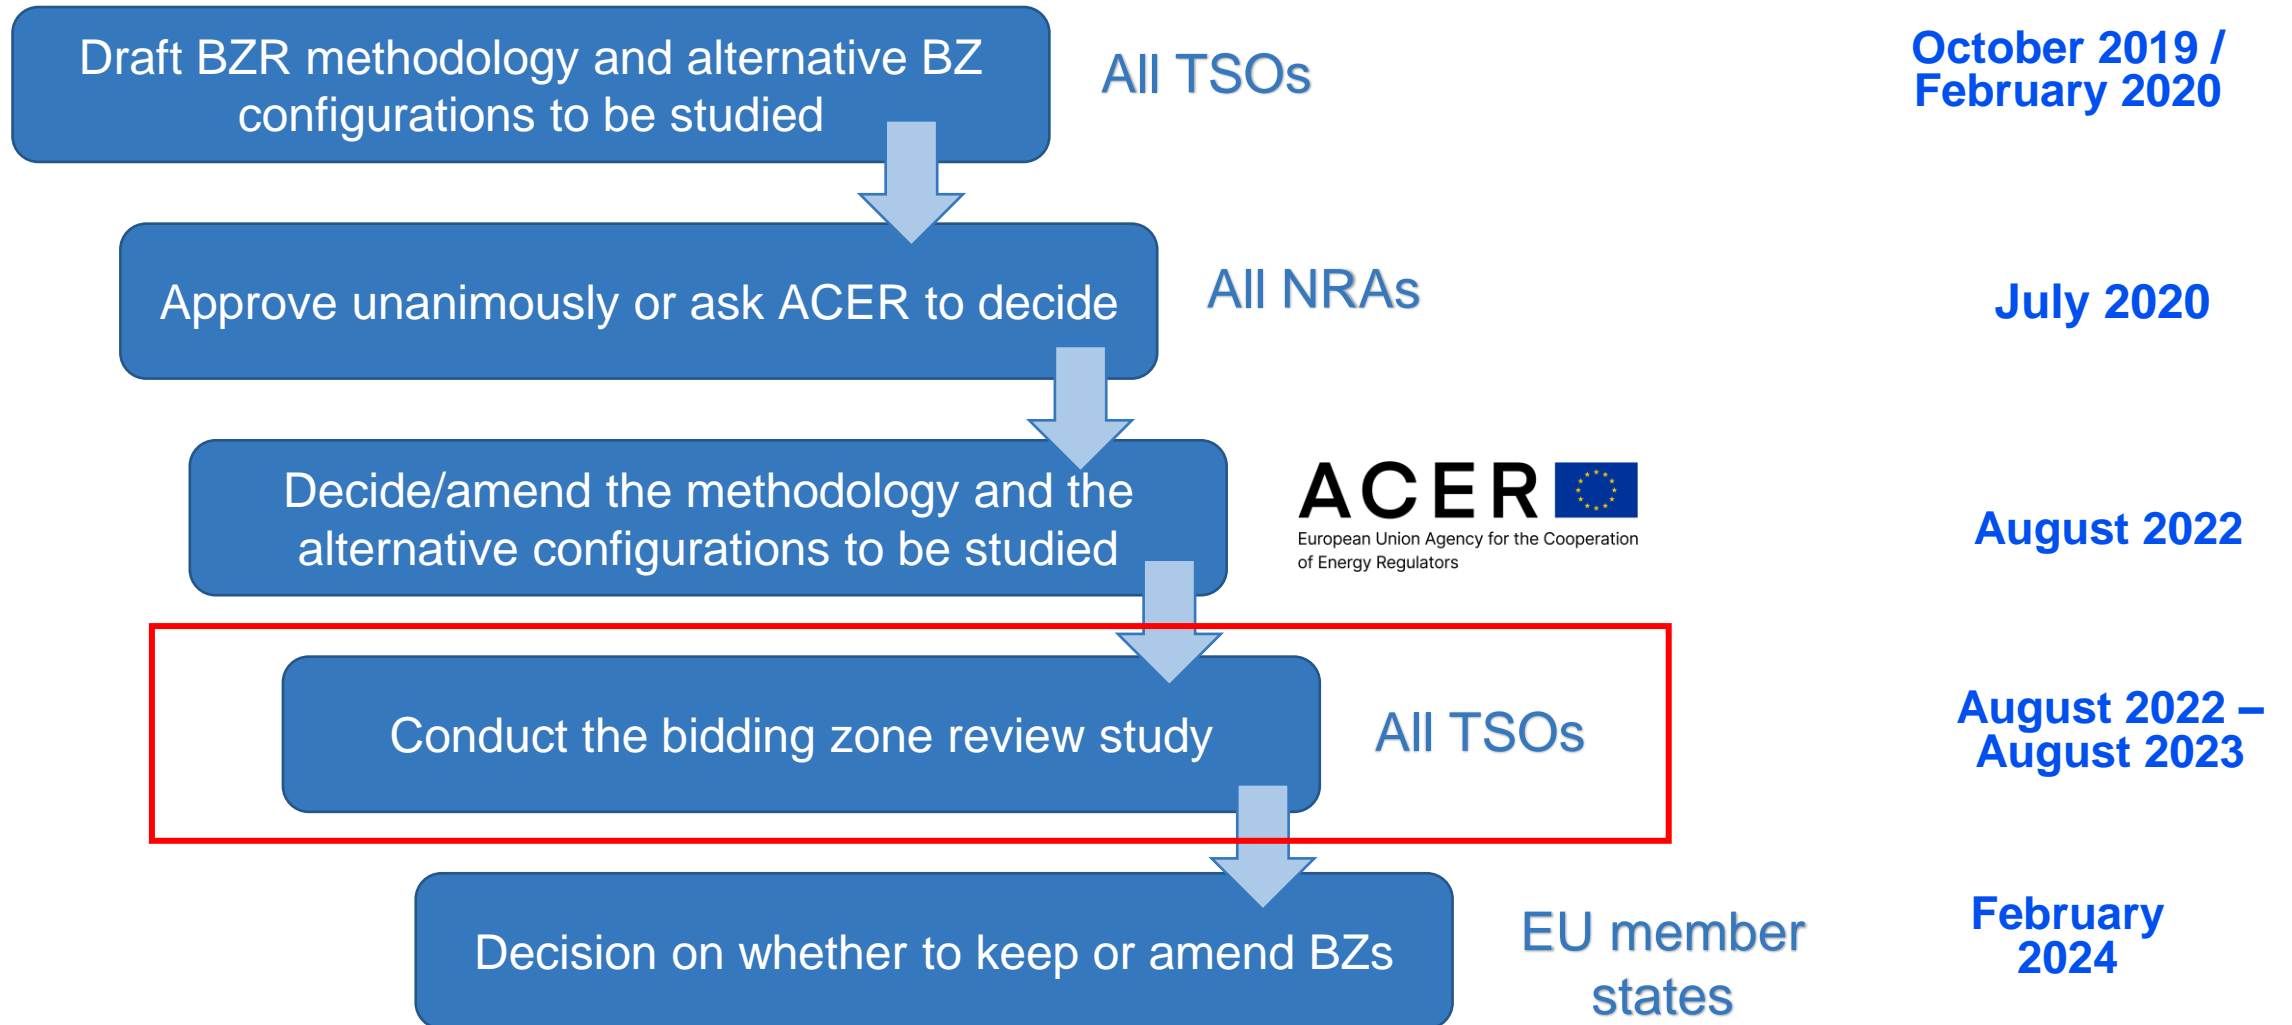 Draft BZR methodology and alternative BZ
configurations to be studied
All TSOs
October 2019 /
February 2020
Approve unanimously or ask ACER to decide
All NRAs
July 2020
Decide/amend the methodology and the
alternative configurations to be studied
ACER
European Union Agency for the Cooperation
of Energy Regulators
August 2022
Conduct the bidding zone review study
All TSOs
August 2022 –
August 2023
Decision on whether to keep or amend BZs
EU member
states
February
2024